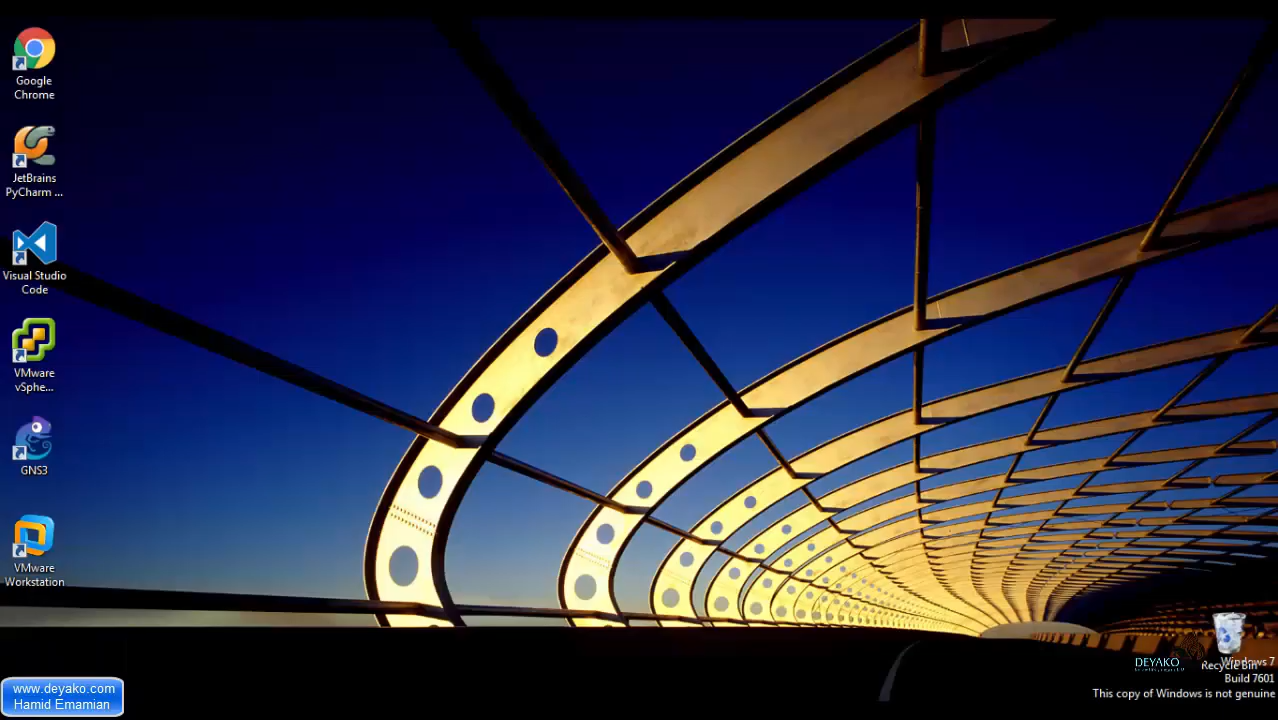 Google
Chrome
JetBrains
PyCharm ...
Visual Studio
Code
VMware
vSphe...
GNS3
VMware
Workstation
DEYAKO
Recycle Bin
Windows 7
Build 7601
This copy of Windows is not genuine
www.deyako.com
Hamid Emamian